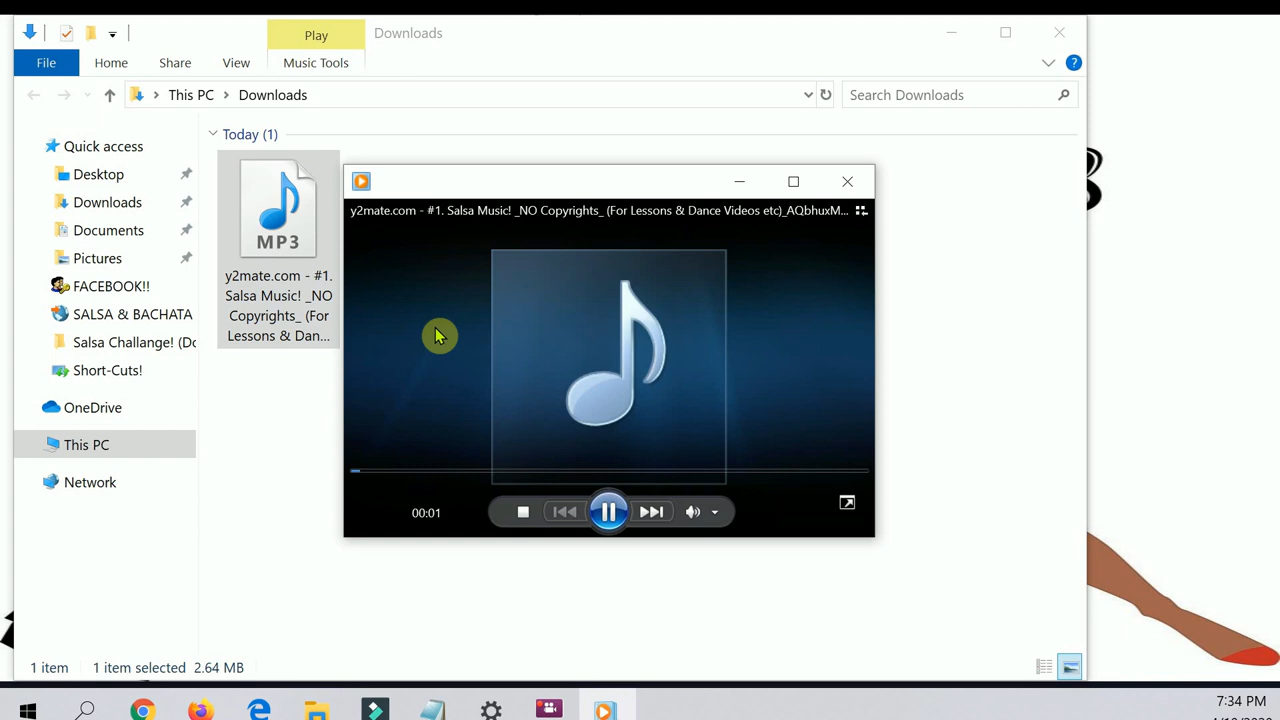 Play
Downloads
File
Home
Share
View
Music Tools
?
This PC
Downloads
Search Downloads
Quick access
Desktop
Downloads
Documents
Pictures
FACEBOOK!!
SALSA & BACHATA
Salsa Challange! (Do
Short-Cuts!
OneDrive
This PC
Network
Today (1)
MP3
y2mate.com - #1.
Salsa Music! _NO
Copyrights_ (For
Lessons & Dan...
y2mate.com - #1. Salsa Music! _NO Copyrights_ (For Lessons & Dance Videos etc)_AQbhuxM...
00:01
1 item
1 item selected 2.64 MB
7:34 PM